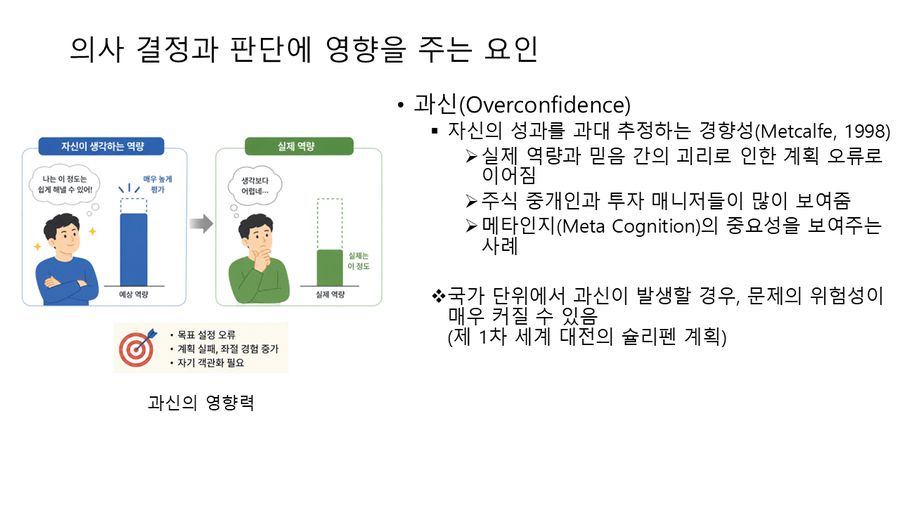 의사 결정과 판단에 영향을 주는 요인
자신이 생각하는 역량
나는 이 정도는
쉽게 해낼 수 있어!
매우 높게
평가
예상 역량
실제 역량
생각보다
어렵네...
실제는
이 정도
실제 역량
• 목표 설정 오류
• 계획 실패, 좌절 경험 증가
• 자기 객관화 필요
과신의 영향력
• 과신(Overconfidence)
▪ 자신의 성과를 과대 추정하는 경향성(Metcalfe, 1998)
➢실제 역량과 믿음 간의 괴리로 인한 계획 오류로
이어짐
➢주식 중개인과 투자 매니저들이 많이 보여줌
➢메타인지(Meta Cognition)의 중요성을 보여주는
사례
❖국가 단위에서 과신이 발생할 경우, 문제의 위험성이
매우 커질 수 있음
(제 1차 세계 대전의 슐리펜 계획)